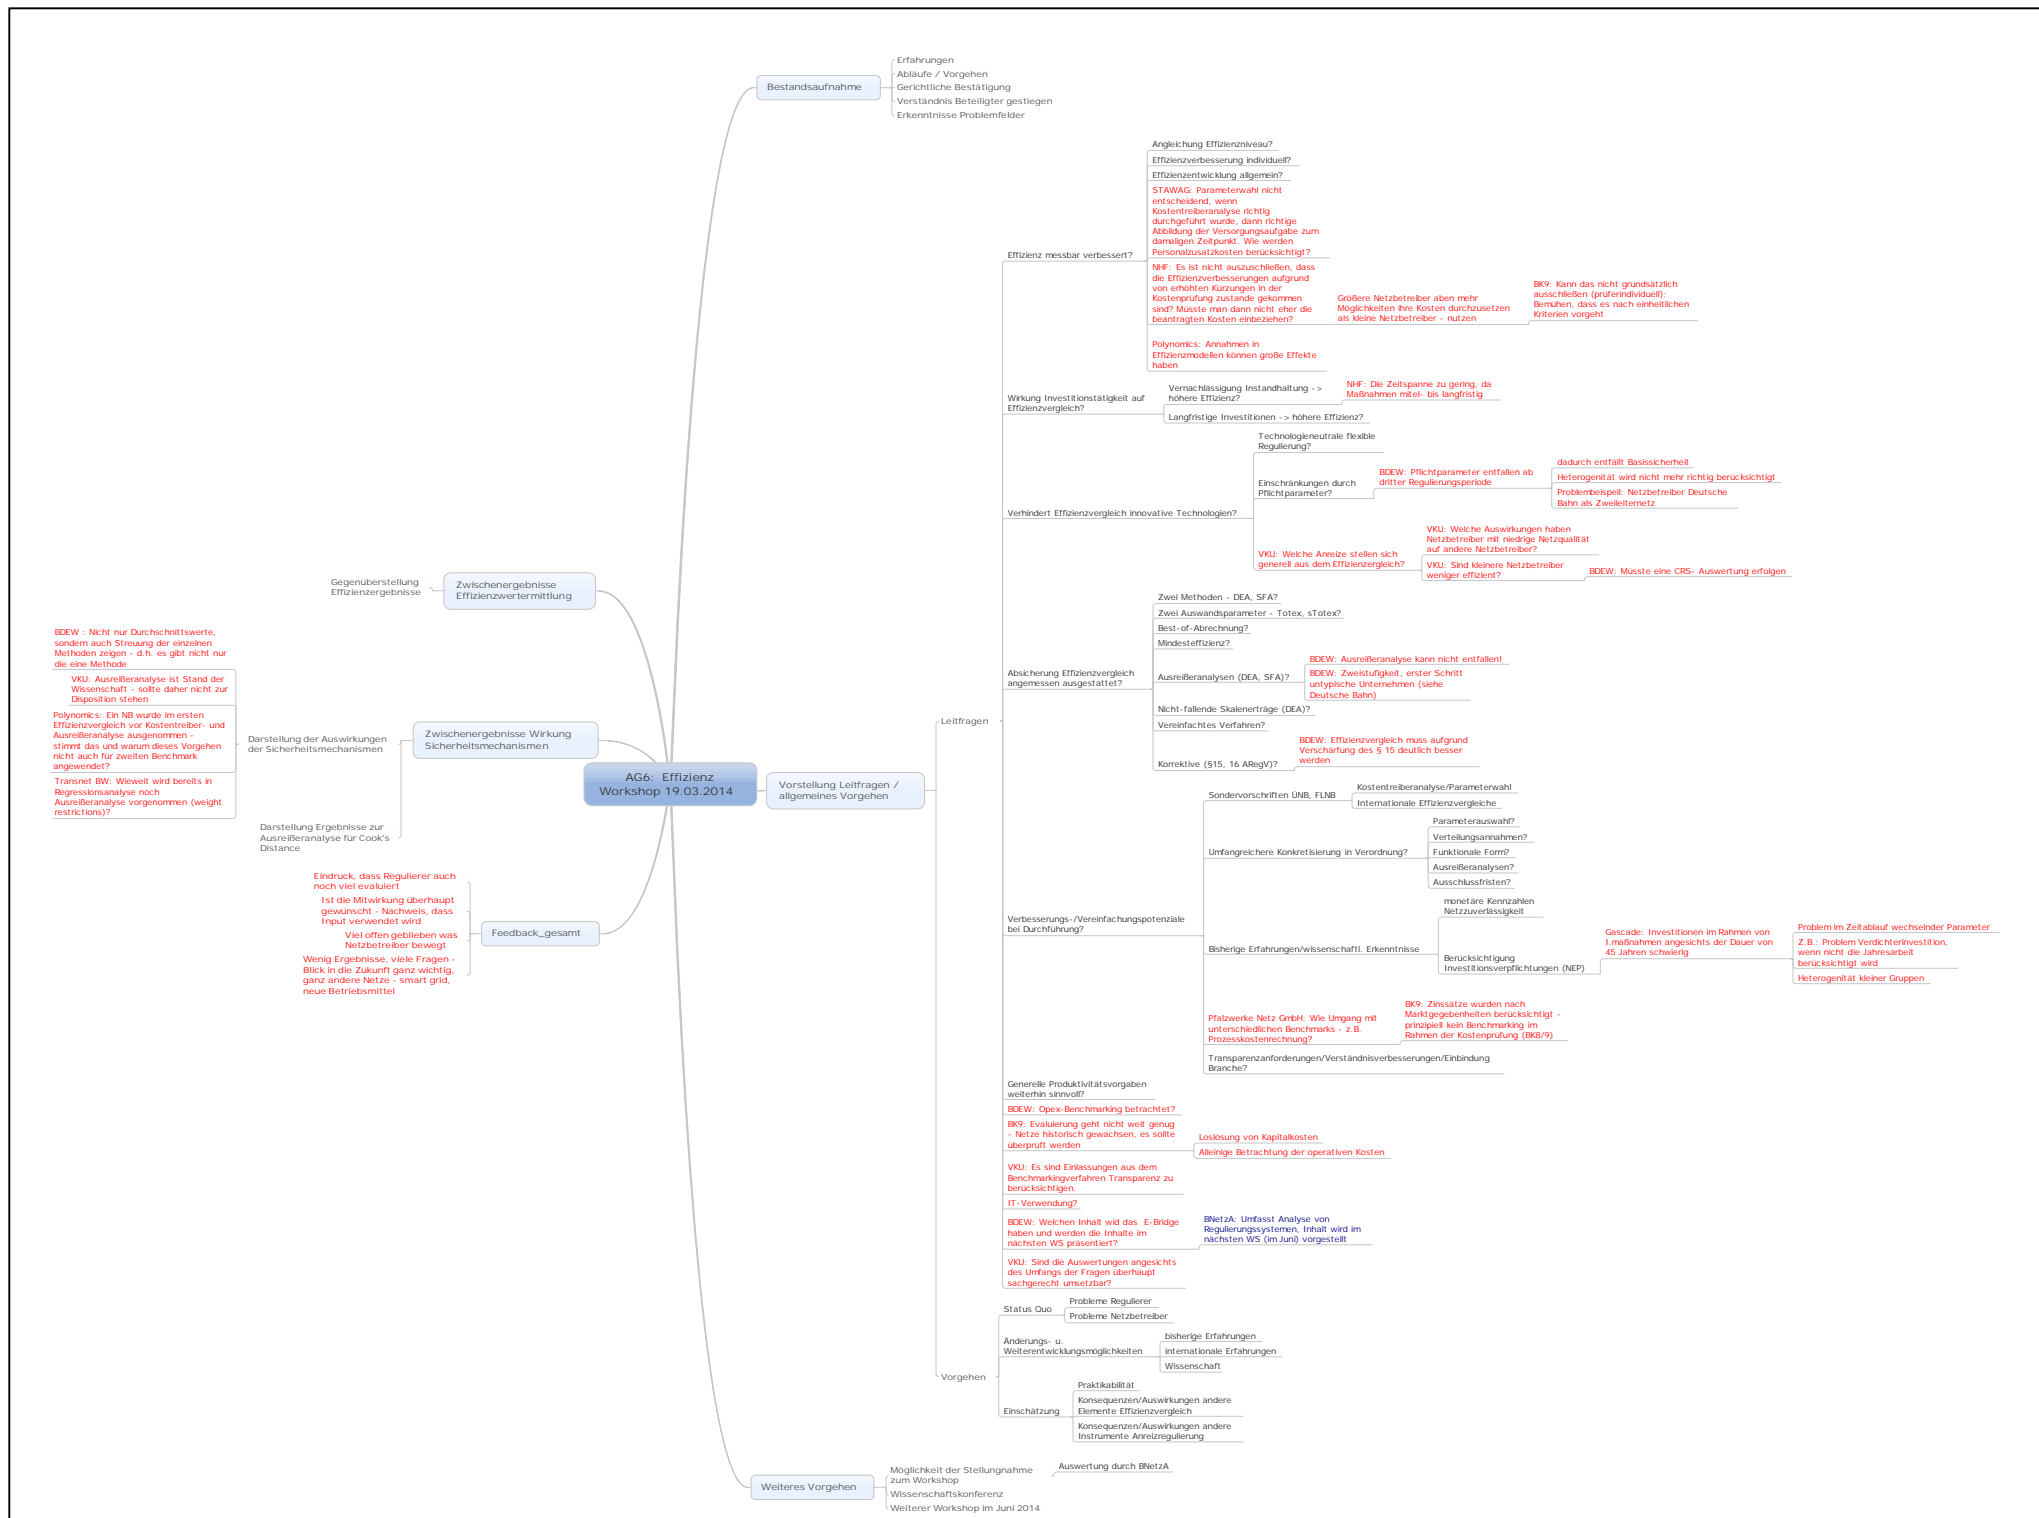 Erfahrungen
Abläufe / Vorgehen
Bestandsaufnahme
Gerichtliche Bestätigung
Verständnis Beteiligter gestiegen
Erkenntnisse Problemfelder
Angleichung Effizienzniveau?
Effizienzverbesserung individuell?
Effizienzentwicklung allgemein?
STAWAG: Parameterwahl nicht
entscheidend, wenn
Kostentreiberanalyse richtig
durchgeführt wurde, dann richtige
Abbildung der Versorgungsaufgabe zum
damaligen Zeitpunkt. Wie werden
Personalzusatzkosten berücksichtigt?
Effizienz messbar verbessert?
NHF: Es ist nicht auszuschließen, dass
die Effizienzverbesserungen aufgrund
von erhöhten Kürzungen in der
Kostenprüfung zustande gekommen
sind? Müsste man dann nicht eher die
beantragten Kosten einbeziehen?
Größere Netzbetreiber aben mehr
Möglichkeiten ihre Kosten durchzusetzen
als kleine Netzbetreiber - nutzen
BK9: Kann das nicht grundsätzlich
ausschließen (prüferindividuell):
Bemühen, dass es nach einheitlichen
Kriterien vorgeht
Polynomics: Annahmen in
Effizienzmodellen können große Effekte
haben
Wirkung Investitionstätigkeit auf
Effizienzvergleich?
Vernachlässigung Instandhaltung ->
höhere Effizienz?
NHF: Die Zeitspanne zu gering, da
Maßnahmen mitel- bis langfristig
Langfristige Investitionen -> höhere Effizienz?
Verhindert Effizienzvergleich innovative Technologien?
Technologieneutrale flexible
Regulierung?
Einschränkungen durch
Pflichtparameter?
BDEW: Pflichtparameter entfallen ab
dritter Regulierungsperiode
dadurch entfällt Basissicherheit
Heterogenität wird nicht mehr richtig berücksichtigt
Problembeispeil: Netzbetreiber Deutsche
Bahn als Zweileiternetz
VKU: Welche Anreize stellen sich
generell aus dem Effizienzergleich?
VKU: Welche Auswirkungen haben
Netzbetreiber mit niedrige Netzqualität
auf andere Netzbetreiber?
VKU: Sind kleinere Netzbetreiber
weniger effizient?
BDEW: Müsste eine CRS- Auswertung erfolgen
Absicherung Effizienzvergleich
angemessen ausgestattet?
Zwei Methoden - DEA, SFA?
Zwei Auswandsparameter - Totex, sTotex?
Best-of-Abrechnung?
Mindesteffizienz?
Ausreißeranalysen (DEA, SFA)?
BDEW: Ausreißeranalyse kann nicht entfallen!
BDEW: Zweistufigkeit, erster Schritt
untypische Unternehmen (siehe
Deutsche Bahn)
Nicht-fallende Skalenerträge (DEA)?
Vereinfachtes Verfahren?
Korrektive (§15, 16 ARegV)?
BDEW: Effizienzvergleich muss aufgrund
Verschärfung des § 15 deutlich besser
werden
Verbesserungs-/Vereinfachungspotenziale
bei Durchführung?
Sondervorschriften ÜNB, FLNB
Kostentreiberanalyse/Parameterwahl
Internationale Effizienzvergleiche
Umfangreichere Konkretisierung in Verordnung?
Parameterauswahl?
Verteilungsannahmen?
Funktionale Form?
Ausreißeranalysen?
Ausschlussfristen?
Bisherige Erfahrungen/wissenschaftl. Erkenntnisse
monetäre Kennzahlen
Netzzuverlässigkeit
Berücksichtigung
Investitionsverpflichtungen (NEP)
Gascade: Investitionen im Rahmen von
I.maßnahmen angesichts der Dauer von
45 Jahren schwierig
Problem im Zeitablauf wechselnder Parameter
Z.B.: Problem Verdichterinvestition,
wenn nicht die Jahresarbeit
berücksichtigt wird
Heterogenität kleiner Gruppen
Pfalzwerke Netz GmbH: Wie Umgang mit
unterschiedlichen Benchmarks - z.B.
Prozesskostenrechnung?
BK9: Zinssätze wurden nach
Marktgegebenheiten berücksichtigt -
prinzipiell kein Benchmarking im
Rahmen der Kostenprüfung (BK8/9)
Transparenzanforderungen/Verständnisverbesserungen/Einbindung
Branche?
Generelle Produktivitätsvorgaben
weiterhin sinnvoll?
BDEW: Opex-Benchmarking betrachtet?
BK9: Evaluierung geht nicht weit genug
- Netze historisch gewachsen, es sollte
überprüft werden
Loslösung von Kapitalkosten
Alleinige Betrachtung der operativen Kosten
VKU: Es sind Einlassungen aus dem
Benchmarkingverfahren Transparenz zu
berücksichtigen.
IT-Verwendung?
BDEW: Welchen Inhalt wid das E-Bridge
haben und werden die Inhalte im
nächsten WS präsentiert?
BNetzA: Umfasst Analyse von
Regulierungssystemen, Inhalt wird im
nächsten WS (im Juni) vorgestellt
VKU: Sind die Auswertungen angesichts
des Umfangs der Fragen überhaupt
sachgerecht umsetzbar?
Leitfragen
Vorstellung Leitfragen /
allgemeines Vorgehen
AG6: Effizienz
Workshop 19.03.2014
Vorgehen
Status Quo
Probleme Regulierer
Probleme Netzbetreiber
Änderungs- u.
Weiterentwicklungsmöglichkeiten
bisherige Erfahrungen
internationale Erfahrungen
Wissenschaft
Einschätzung
Praktikabilität
Konsequenzen/Auswirkungen andere
Elemente Effizienzvergleich
Konsequenzen/Auswirkungen andere
Instrumente Anreizregulierung
Weiteres Vorgehen
Möglichkeit der Stellungnahme
zum Workshop
Auswertung durch BNetzA
Wissenschaftskonferenz
Weiterer Workshop im Juni 2014
Gegenüberstellung
Effizienzergebnisse
Zwischenergebnisse
Effizienzwertermittlung
BDEW : Nicht nur Durchschnittswerte,
sondern auch Streuung der einzelnen
Methoden zeigen - d.h. es gibt nicht nur
die eine Methode
VKU: Ausreißeranalyse ist Stand der
Wissenschaft - sollte daher nicht zur
Disposition stehen
Polynomics: Ein NB wurde im ersten
Effizienzvergleich vor Kostentreiber- und
Ausreißeranalyse ausgenommen -
stimmt das und warum dieses Vorgehen
nicht auch für zweiten Benchmark
angewendet?
Transnet BW: Wieweit wird bereits in
Regressionsanalyse noch
Ausreißeranalyse vorgenommen (weight
restrictions)?
Darstellung der Auswirkungen
der Sicherheitsmechanismen
Zwischenergebnisse Wirkung
Sicherheitsmechanismen
Darstellung Ergebnisse zur
Ausreißeranalyse für Cook's
Distance
Eindruck, dass Regulierer auch
noch viel evaluiert
Ist die Mitwirkung überhaupt
gewünscht - Nachweis, dass
Input verwendet wird
Viel offen geblieben was
Netzbetreiber bewegt
Wenig Ergebnisse, viele Fragen -
Blick in die Zukunft ganz wichtig,
ganz andere Netze - smart grid,
neue Betriebsmittel
Feedback_gesamt